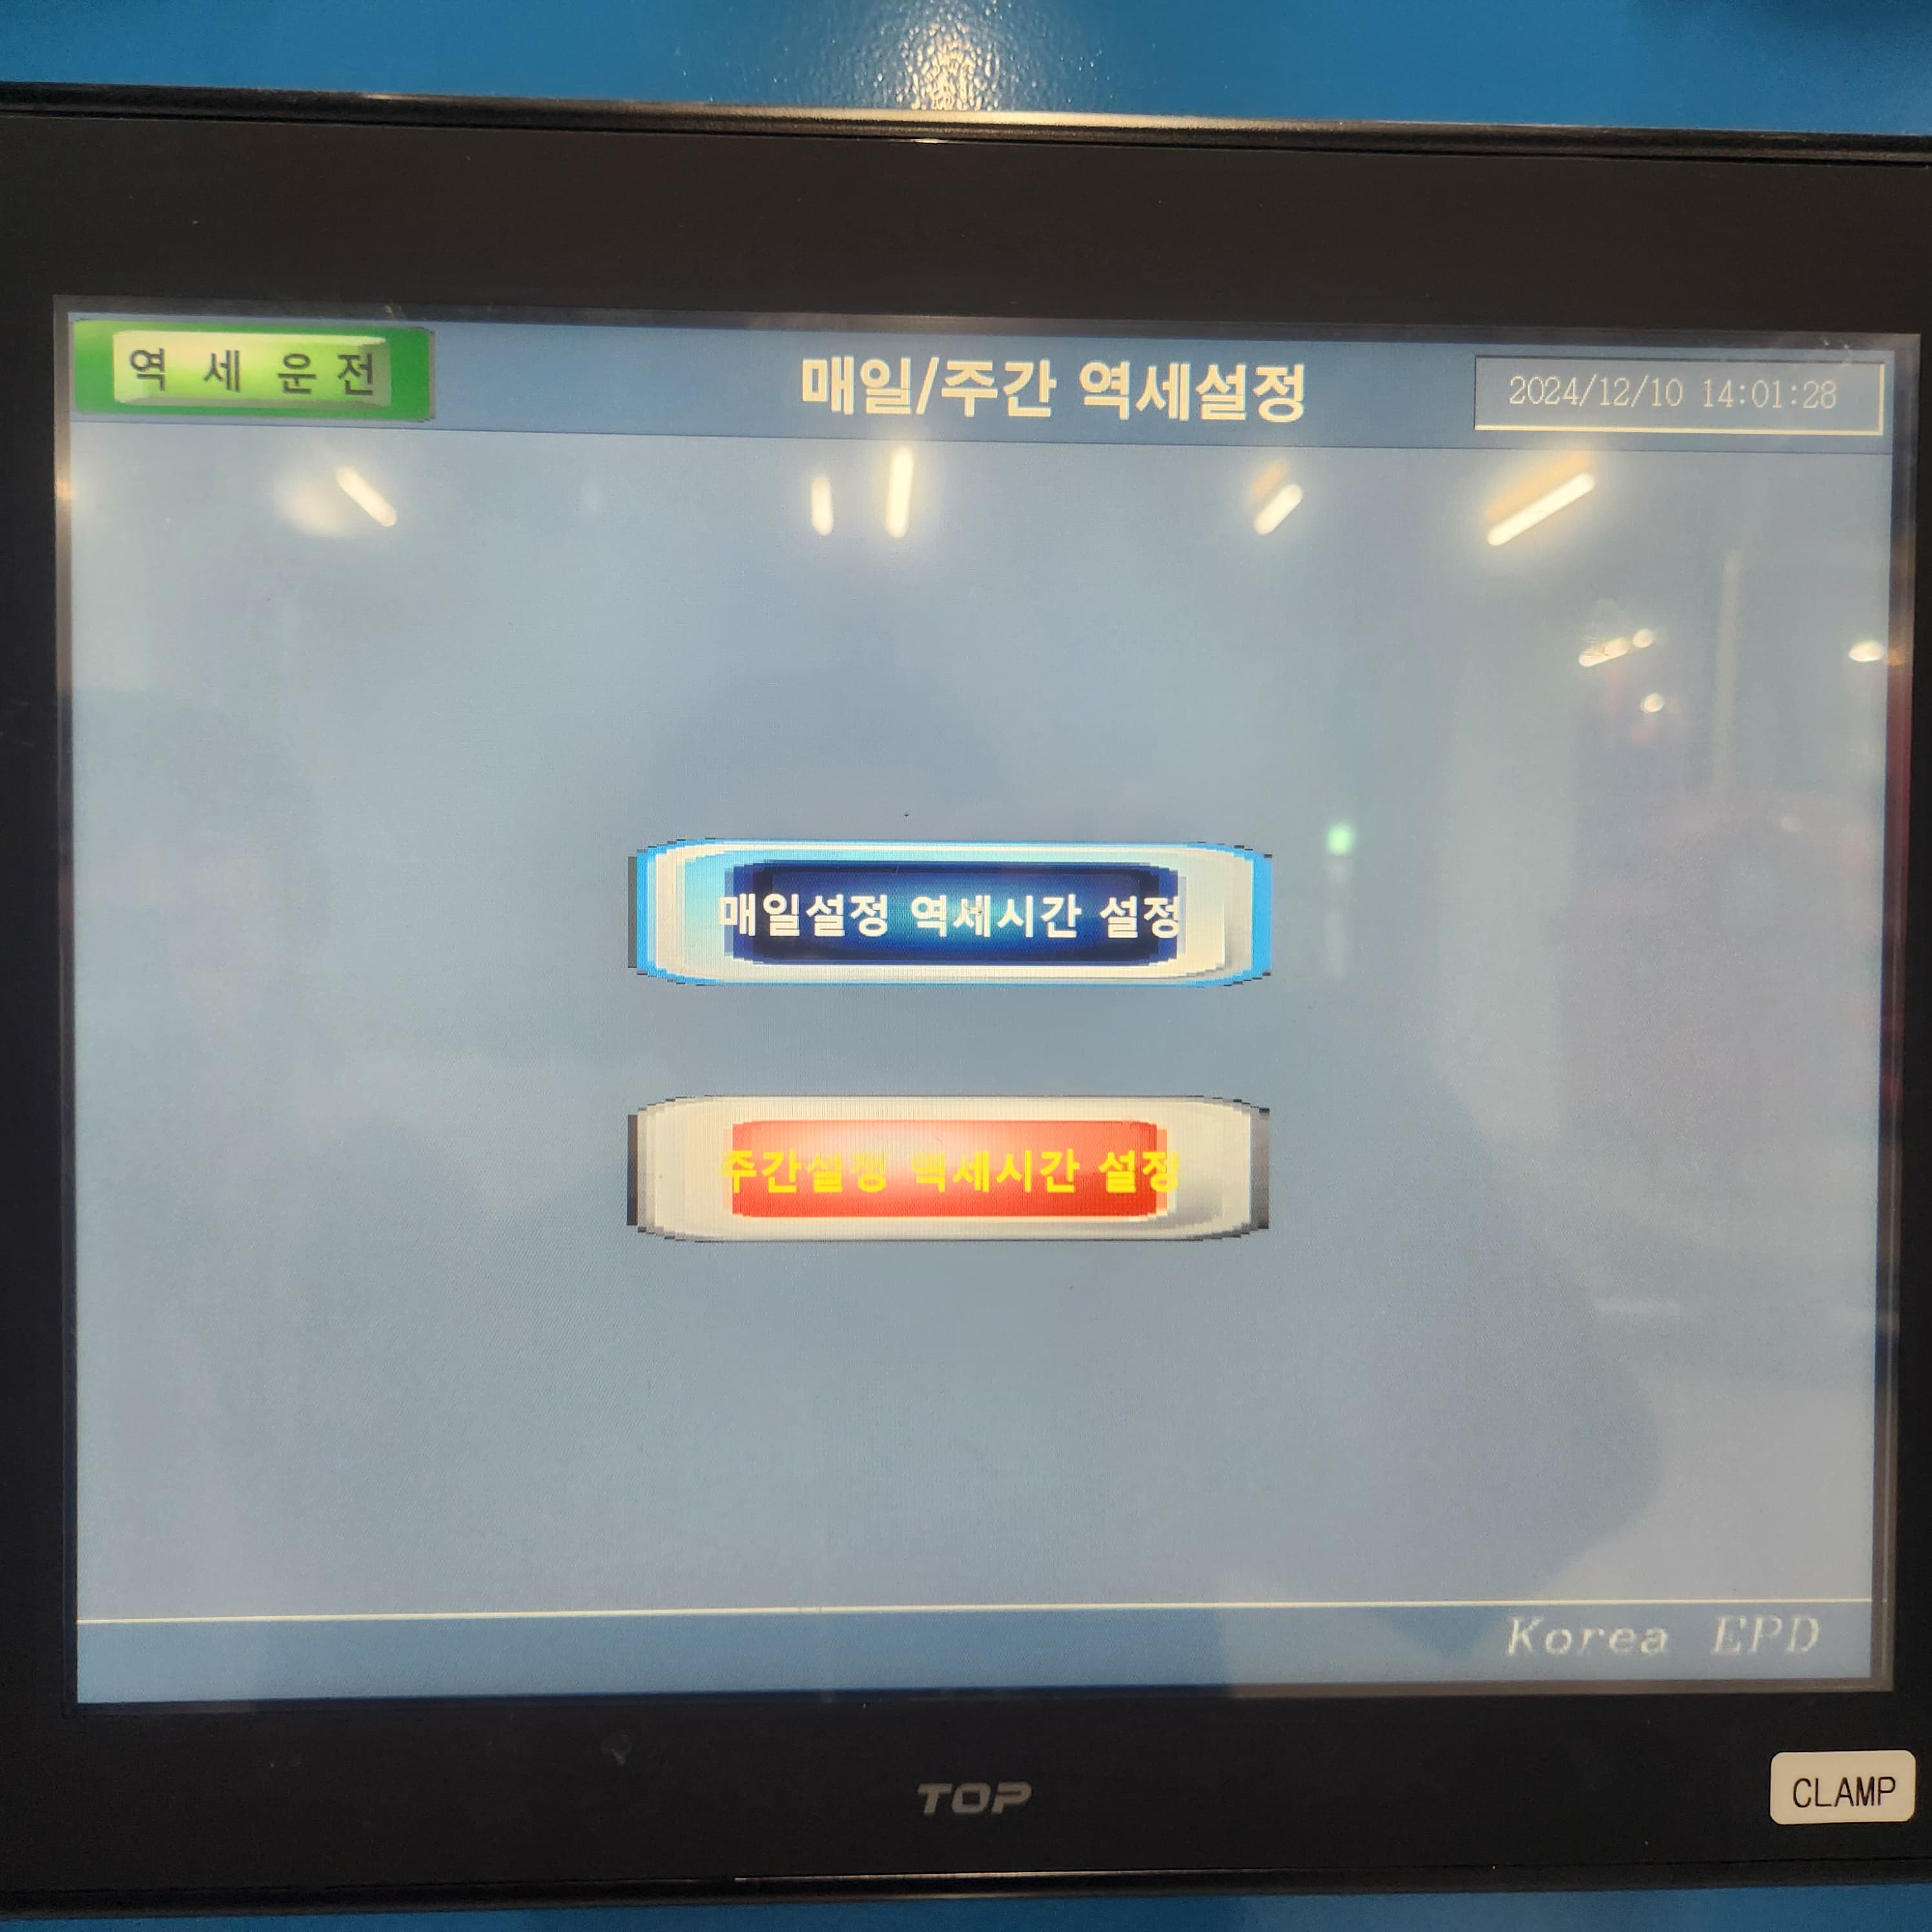 역 세 운 전
매일/주간 역세설정
2024/12/10 14:01:28
매일설정 역세시간 설정
주간설정 역세시간 설정
Korea EPD
TOP
CLAMP